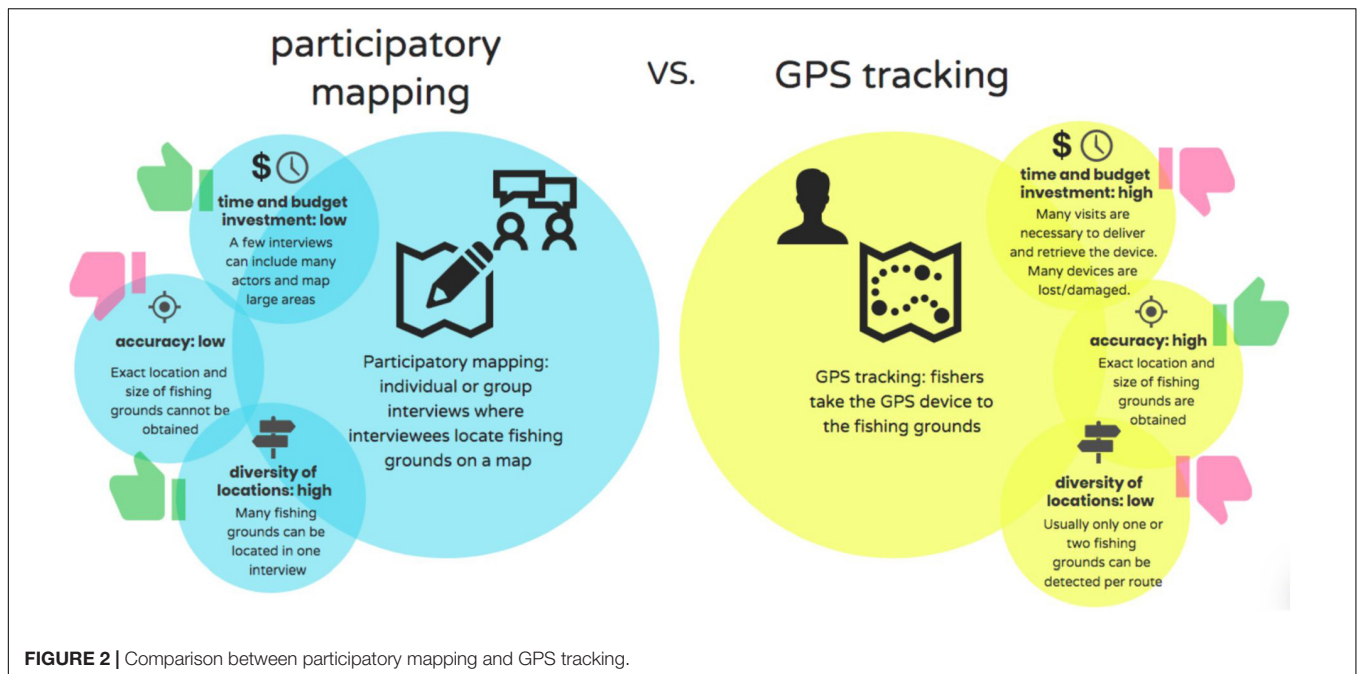 participatory
mapping
VS.
GPS tracking
$
time and budget
investment: low
A few interviews
can include many
actors and map
large areas
accuracy: low
Exact location and
size of fishing
grounds cannot be
obtained
diversity of
locations: high
Many fishing
grounds can be
located in one
interview
Participatory mapping:
individual or group
interviews where
interviewees locate fishing
grounds on a map
GPS tracking: fishers
take the GPS device to
the fishing grounds
$
time and budget
investment: high
Many visits are
necessary to deliver
and retrieve the device.
Many devices are
lost/damaged.
accuracy: high
Exact location and
size of fishing
grounds are
obtained
diversity of
locations: low
Usually only one or
two fishing
grounds can be
detected per route
FIGURE 2 | Comparison between participatory mapping and GPS tracking.